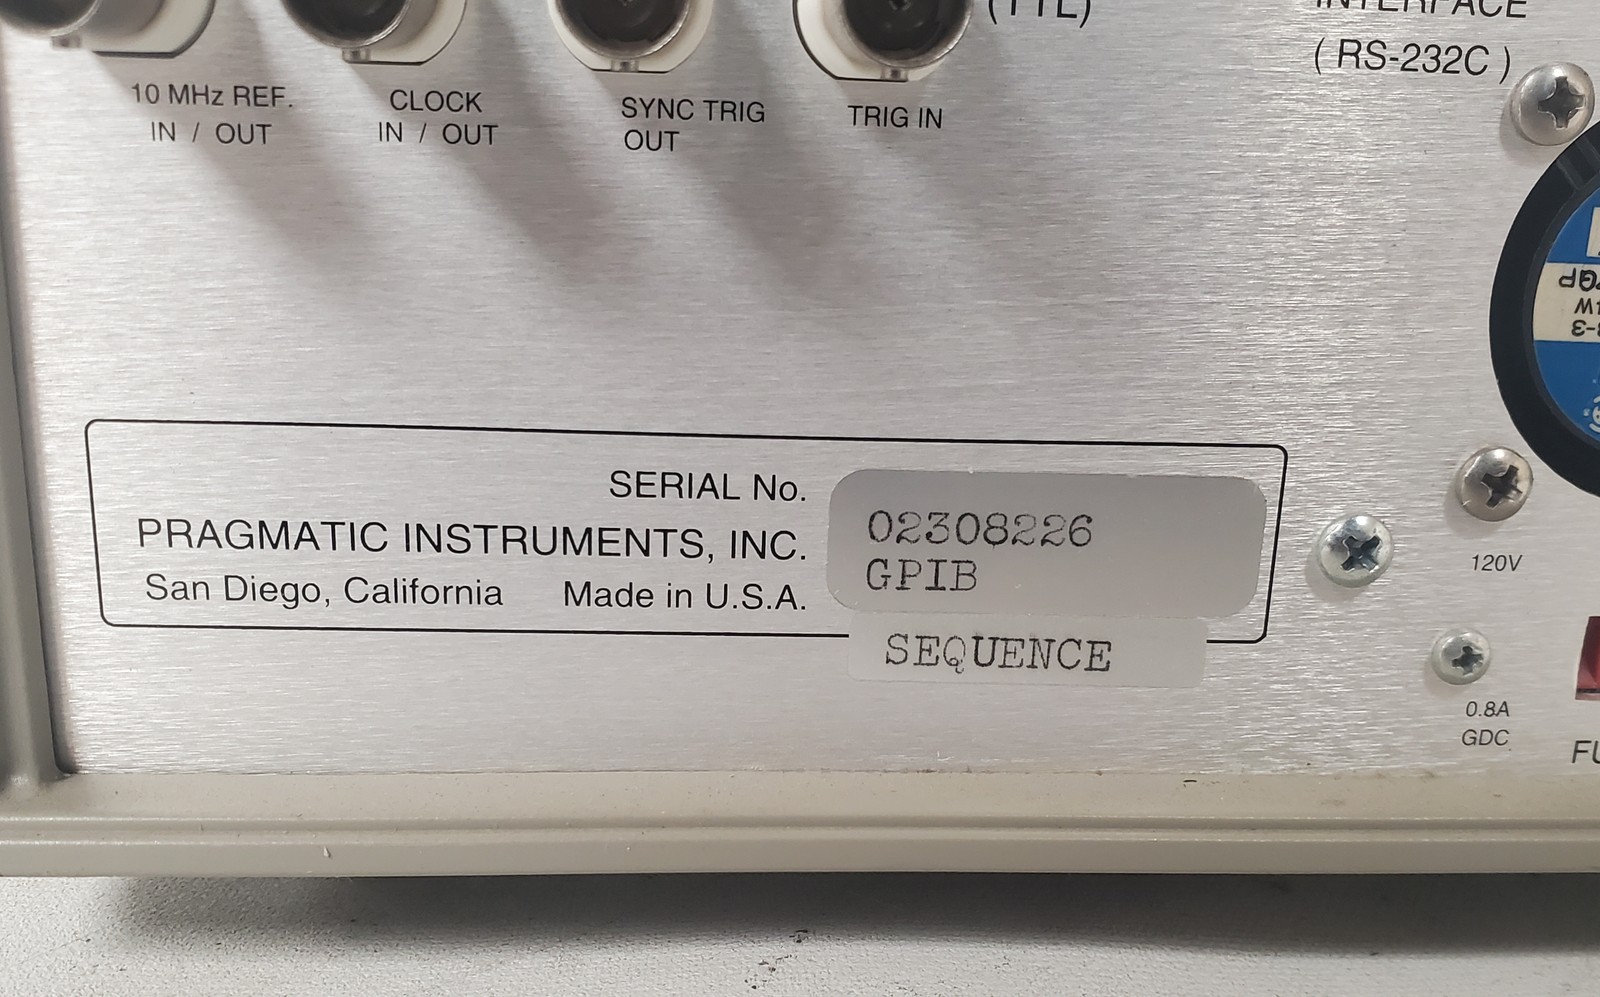 (TTL)
INTERFACE
( RS-232C )
10 MHz REF.
IN / OUT
CLOCK
IN / OUT
SYNC TRIG
OUT
TRIG IN
SERIAL No.
02308226
GPIB
PRAGMATIC INSTRUMENTS, INC.
San Diego, California Made in U.S.A.
SEQUENCE
120V
0.8A
GDC